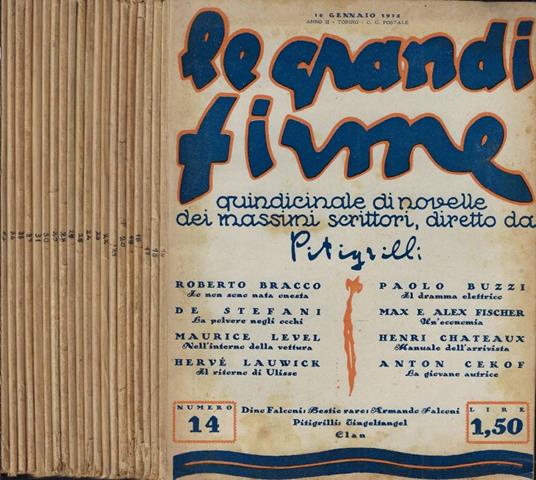 1º GENNAIO 1925
ANNO II - TORINO - C. C. POSTALE
le grandi
firme
quindicinale di novelle
dei massimi scrittori, diretto da
Pitigrilli
ROBERTO BRACCO
Io non sono nata onesta
DE STEFANI
La polvere negli occhi
MAURICE LEVEL
Nell'interno della vettura
HERVÉ LAUWICK
Il ritorno di Ulisse
PAOLO BUZZI
Il dramma elettrico
MAX E ALEX FISCHER
Un'economia
HENRI CHATEAUX
Manuale dell'arrivista
ANTON CEKOF
La giovane autrice
NUMERO
14
Dino Falconi: Bestie rare: Armando Falconi
Pitigrilli: Tingeltangel
Clan
LIRE
1,50